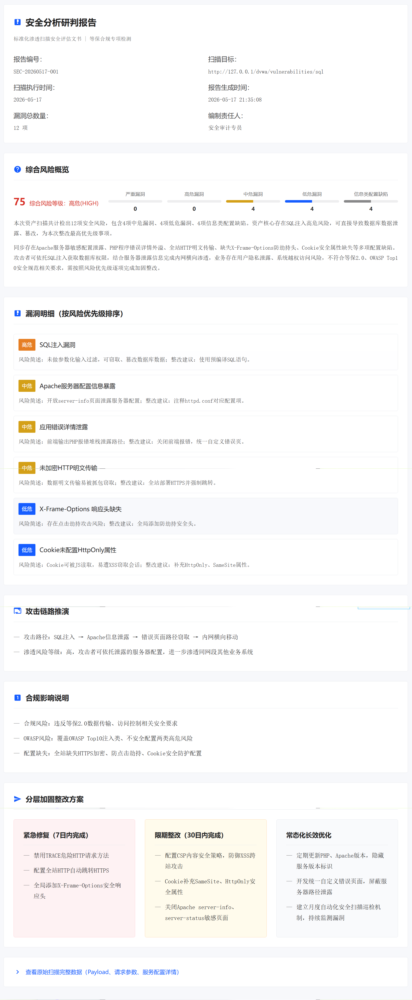 安全分析研判报告
标准化渗透扫描安全评估文书 | 等保合规专项检测
报告编号:
扫描目标:
SEC-20260517-001
http://127.0.0.1/dvwa/vulnerabilities/sql
扫描执行时间:
报告生成时间:
2026-05-17
2026-05-17 21:35:08
漏洞总数量:
编制责任人:
12 项
安全审计专员
综合风险概览
75 综合风险等级：高危(HIGH)
严重漏洞
高危漏洞
中危漏洞
低危漏洞
信息类配置缺陷
0
0
4
4
4
本次资产扫描共计检出12项安全风险，包含4项中危漏洞、4项低危漏洞、4项信息类配置缺陷。资产核心存在SQL注入高危风险，可直接导致数据库数据泄
露、篡改，为本次整改最高优先级事项。
同步存在Apache服务器敏感配置泄露、PHP程序错误详情外溢、全站HTTP明文传输、缺失X-Frame-Options防劫持头、Cookie安全属性缺失等多项配置缺陷。
攻击者可依托SQL注入获取数据库权限，结合服务器泄露信息完成内网横向渗透，业务存在用户隐私泄露、系统越权访问风险，不符合等保2.0、OWASP Top1
0安全规范相关要求，需按照风险优先级逐项完成加固整改。
漏洞明细（按风险优先级排序）
高危 SQL注入漏洞
风险简述：未做参数化输入过滤，可窃取、篡改数据库数据；整改建议：使用预编译SQL语句。
中危 Apache服务器配置信息暴露
风险简述：开放server-info页面泄露服务器配置；整改建议：注释httpd.conf对应配置项。
中危 应用错误详情泄露
风险简述：前端输出PHP报错堆栈泄露路径；整改建议：关闭前端报错，统一自定义错误页。
中危 未加密HTTP明文传输
风险简述：数据明文传输易被抓包窃取；整改建议：全站部署HTTPS并强制跳转。
低危 X-Frame-Options 响应头缺失
风险简述：存在点击劫持攻击风险；整改建议：全局添加防劫持安全头。
低危 Cookie未配置HttpOnly属性
风险简述：Cookie可被JS读取，易遭XSS窃取会话；整改建议：补充HttpOnly、SameSite属性。
攻击链路推演
— 攻击路径：SQL注入 → Apache信息泄露 → 错误页面路径窃取 → 内网横向移动
— 渗透风险等级：高，攻击者可依托泄露的服务器配置，进一步渗透同网段其他业务系统
合规影响说明
— 合规风险：违反等保2.0数据传输、访问控制相关安全要求
— OWASP风险：覆盖OWASP Top10注入类、不安全配置两类高危风险
— 配置缺失：全站缺失HTTPS加密、防点击劫持、Cookie安全防护配置
分层加固整改方案
紧急修复（7日内完成）
— 禁用TRACE危险HTTP请求方法
— 配置全站HTTP自动跳转HTTPS
— 全局添加X-Frame-Options安全响
应头
限期整改（30日内完成）
— 配置CSP内容安全策略，防御XSS跨
站攻击
— Cookie补充SameSite、HttpOnly安
全属性
— 关闭Apache server-info、
server-status敏感页面
常态化长效优化
— 定期更新PHP、Apache版本，隐藏
服务版本标识
— 开发统一自定义错误页面，屏蔽服
务器路径泄露
— 建立月度自动化安全扫描巡检机
制，持续监测漏洞
查看原始扫描完整数据（Payload、请求参数、服务配置详情）